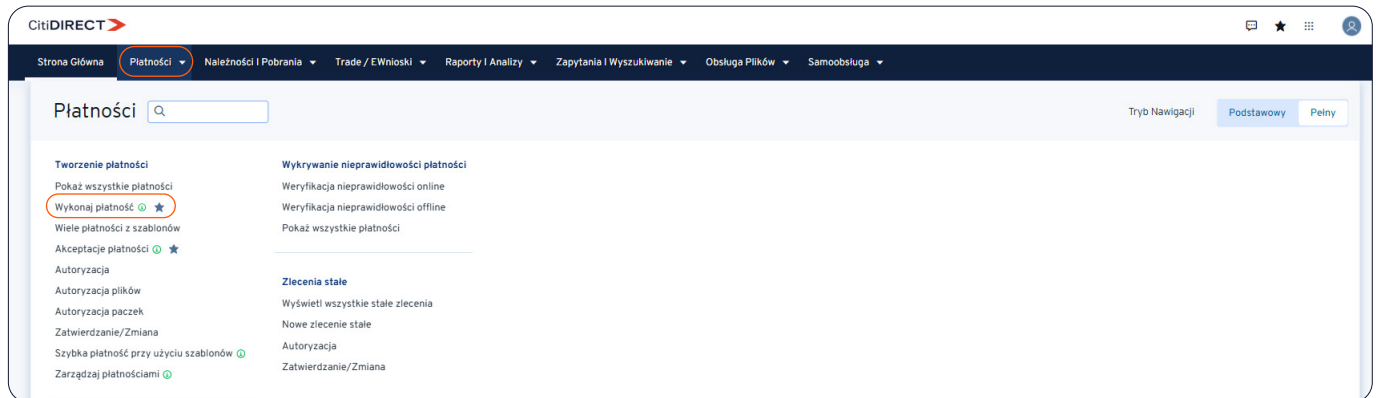 CitiDIRECT
Strona Główna Płatności Należności I Pobrania Trade / EWnioski Raporty I Analizy Zapytania I Wyszukiwanie Obsługa Plików Samoobsługa
Płatności
Tryb Nawigacji Podstawowy Pełny
Tworzenie płatności
Pokaż wszystkie płatności
Wykonaj płatność
Wiele płatności z szablonów
Akceptacje płatności
Autoryzacja
Autoryzacja plików
Autoryzacja paczek
Zatwierdzanie/Zmiana
Szybka płatność przy użyciu szablonów
Zarządzaj płatnościami
Wykrywanie nieprawidłowości płatności
Weryfikacja nieprawidłowości online
Weryfikacja nieprawidłowości offline
Pokaż wszystkie płatności
Zlecenia stałe
Wyświetl wszystkie stałe zlecenia
Nowe zlecenie stałe
Autoryzacja
Zatwierdzanie/Zmiana